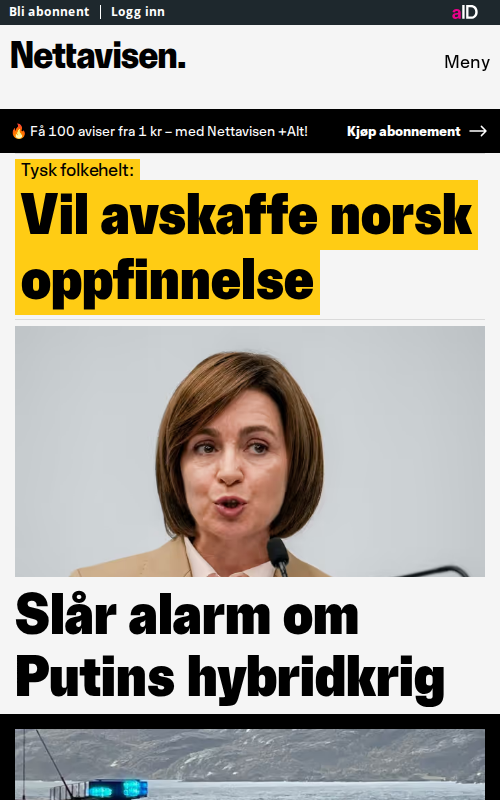 Bli abonnent | Logg inn
aID
Nettavisen.
Meny
🔥 Få 100 aviser fra 1 kr – med Nettavisen +Alt!
Kjøp abonnement →
Tysk folkehelt:
Vil avskaffe norsk
oppfinnelse
Slår alarm om
Putins hybridkrig